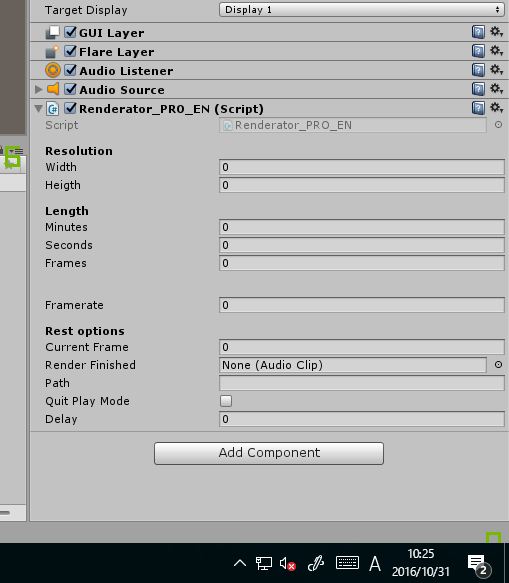 Target Display Display 1
GUI Layer
Flare Layer
Audio Listener
Audio Source
Renderator_PRO_EN (Script)
Script Renderator_PRO_EN
Resolution
Width 0
Heigth 0
Length
Minutes 0
Seconds 0
Frames 0
Framerate 0
Rest options
Current Frame 0
Render Finished None (Audio Clip)
Path
Quit Play Mode
Delay 0
Add Component
A 10:25
2016/10/31 2